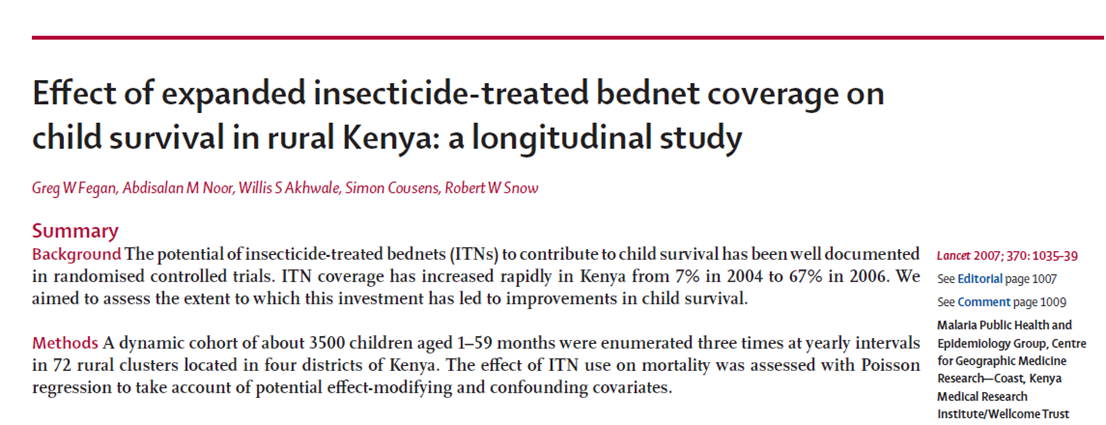 Effect of expanded insecticide-treated bednet coverage on
child survival in rural Kenya: a longitudinal study
Greg W Fegan, Abdisalan M Noor, Willis S Akhwale, Simon Cousens, Robert W Snow
Summary
Background The potential of insecticide-treated bednets (ITNs) to contribute to child survival has been well documented
in randomised controlled trials. ITN coverage has increased rapidly in Kenya from 7% in 2004 to 67% in 2006. We
aimed to assess the extent to which this investment has led to improvements in child survival.
Methods A dynamic cohort of about 3500 children aged 1–59 months were enumerated three times at yearly intervals
in 72 rural clusters located in four districts of Kenya. The effect of ITN use on mortality was assessed with Poisson
regression to take account of potential effect-modifying and confounding covariates.
Lancet 2007; 370: 1035–39
See Editorial page 1007
See Comment page 1009
Malaria Public Health and
Epidemiology Group, Centre
for Geographic Medicine
Research—Coast, Kenya
Medical Research
Institute/Wellcome Trust